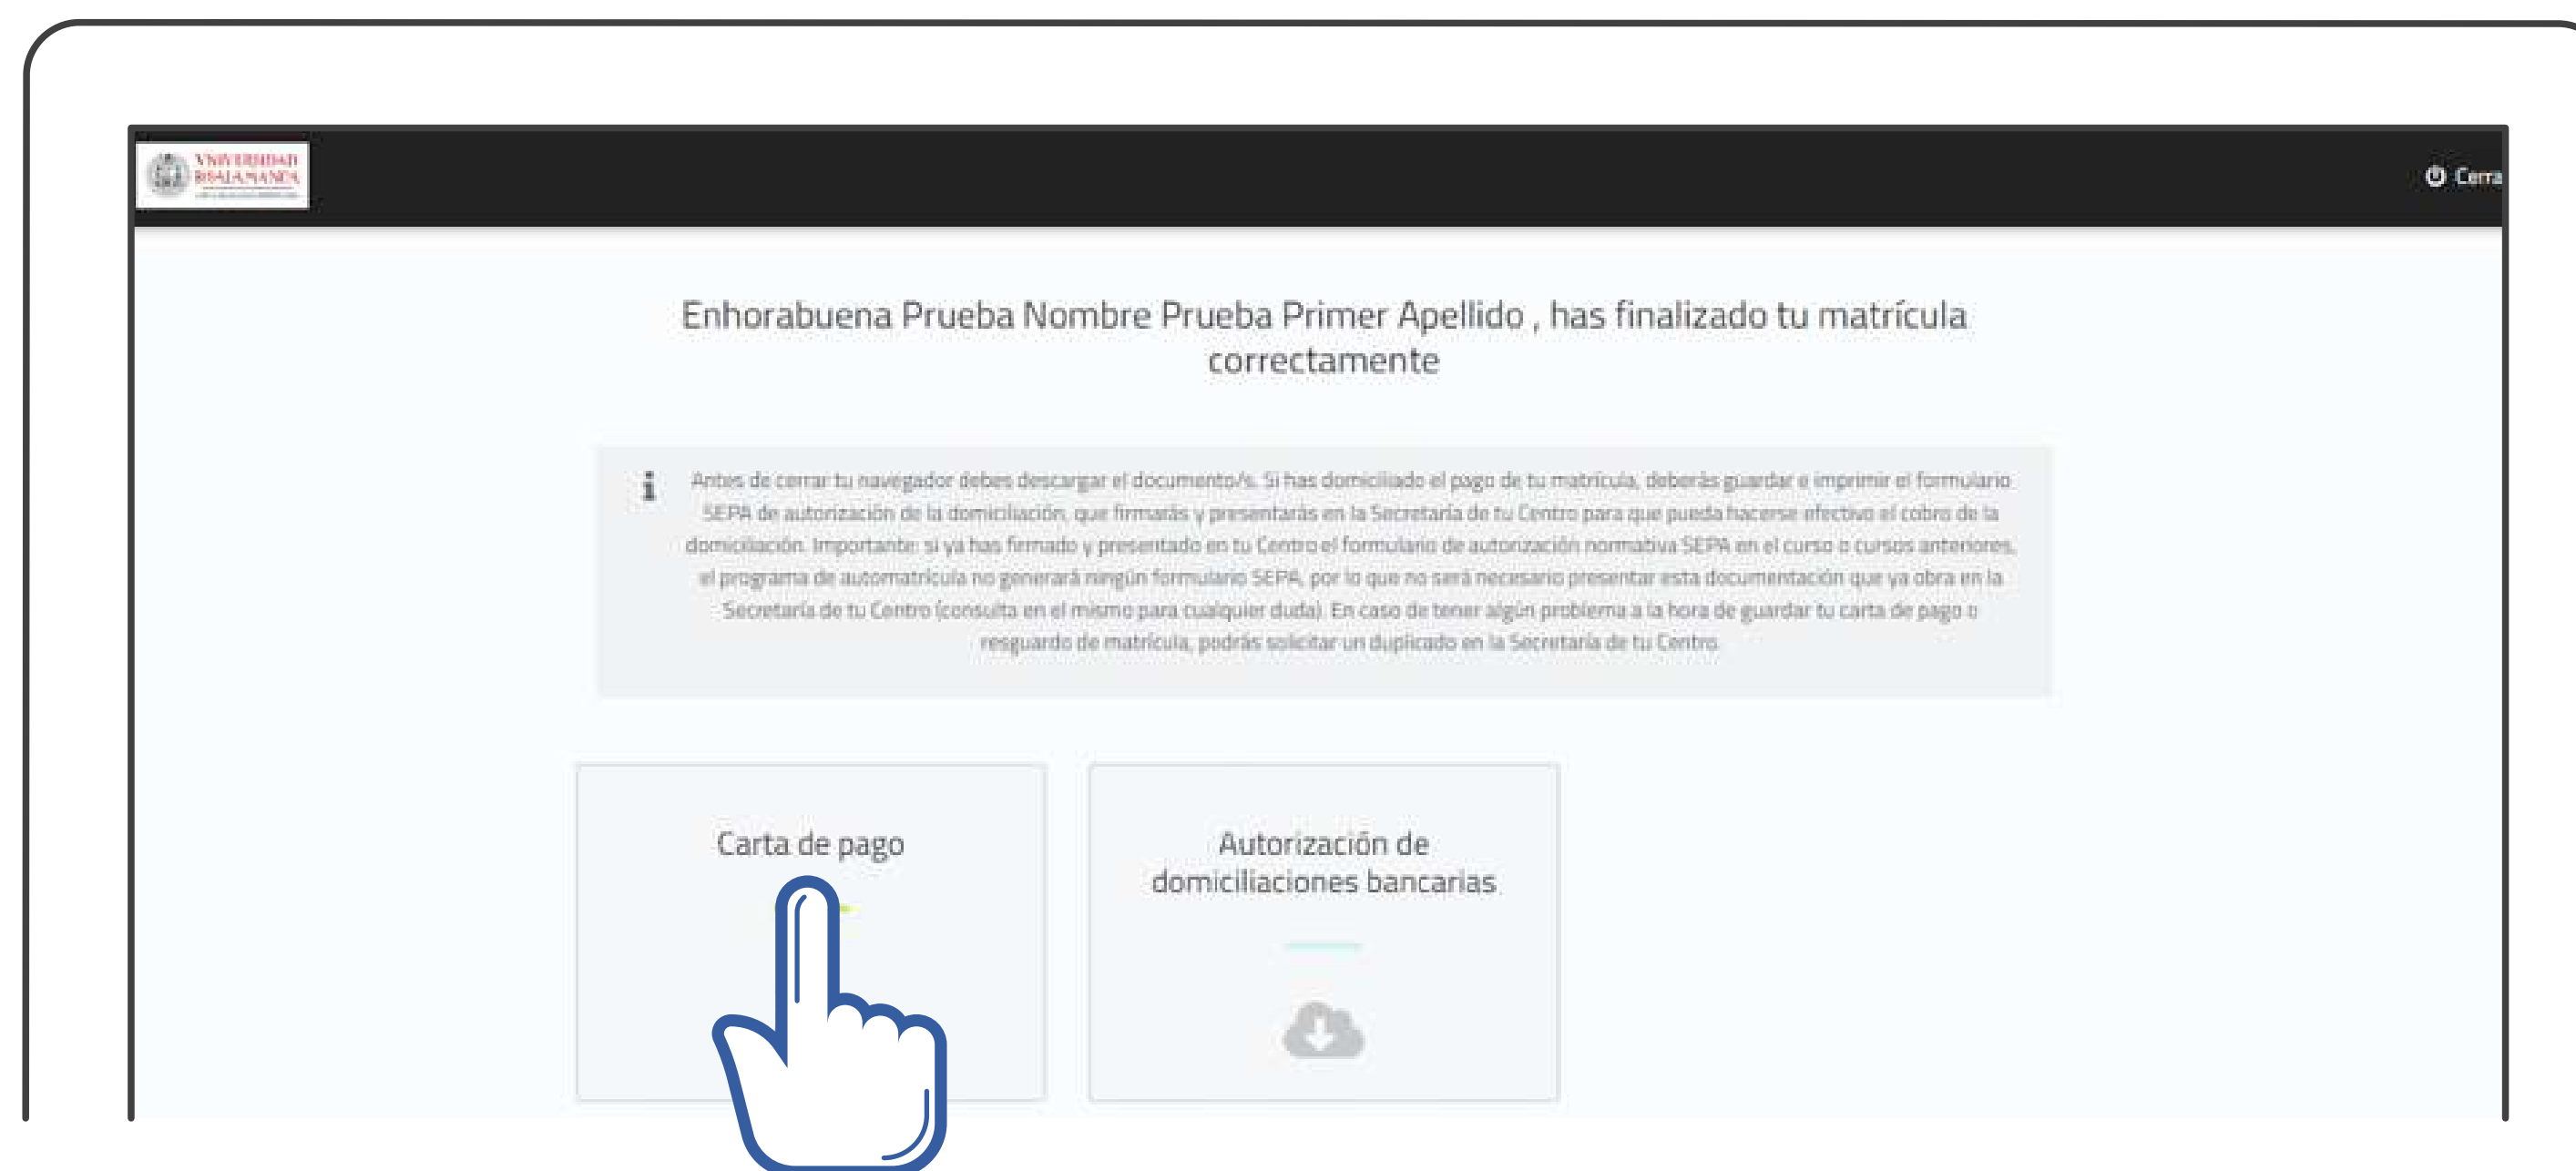 VNIVERSIDAD
D SALAMANCA
Cerra
Enhorabuena Prueba Nombre Prueba Primer Apellido , has finalizado tu matrícula
correctamente
Antes de cerrar tu navegador debes descargar el documento/s. Si has domiciliado el pago de tu matrícula, deberás guardar e imprimir el formulario
SEPA de autorización de la domiciliación, que firmarás y presentarás en la Secretaría de tu Centro para que pueda hacerse efectivo el cobro de la
domiciliación. Importante: si ya has firmado y presentado en tu Centro el formulario de autorización normativa SEPA en el curso o cursos anteriores,
el programa de automatrícula no generará ningún formulario SEPA, por lo que no será necesario presentar esta documentación que ya obra en la
Secretaría de tu Centro (consulta en el mismo para cualquier duda). En caso de tener algún problema a la hora de guardar tu carta de pago o
resguardo de matrícula, podrás solicitar un duplicado en la Secretaría de tu Centro.
Carta de pago
Autorización de
domiciliaciones bancarias